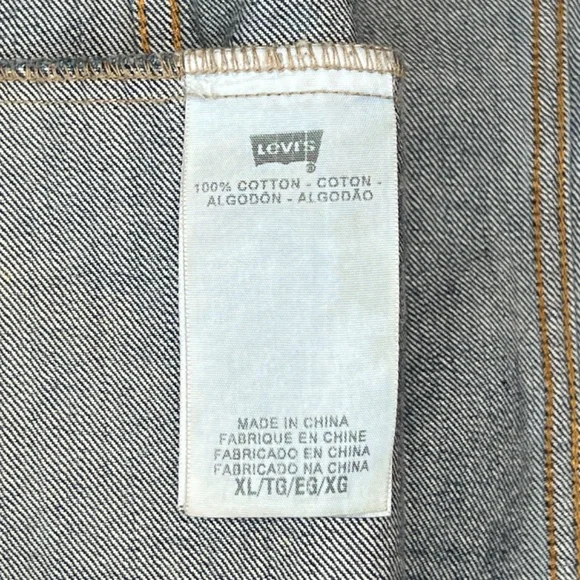 LEVI'S
®
100% COTTON - COTON -
ALGODÓN - ALGODÃO
MADE IN CHINA
FABRIQUE EN CHINE
FABRICADO EN CHINA
FABRICADO NA CHINA
XL/TG/EG/XG